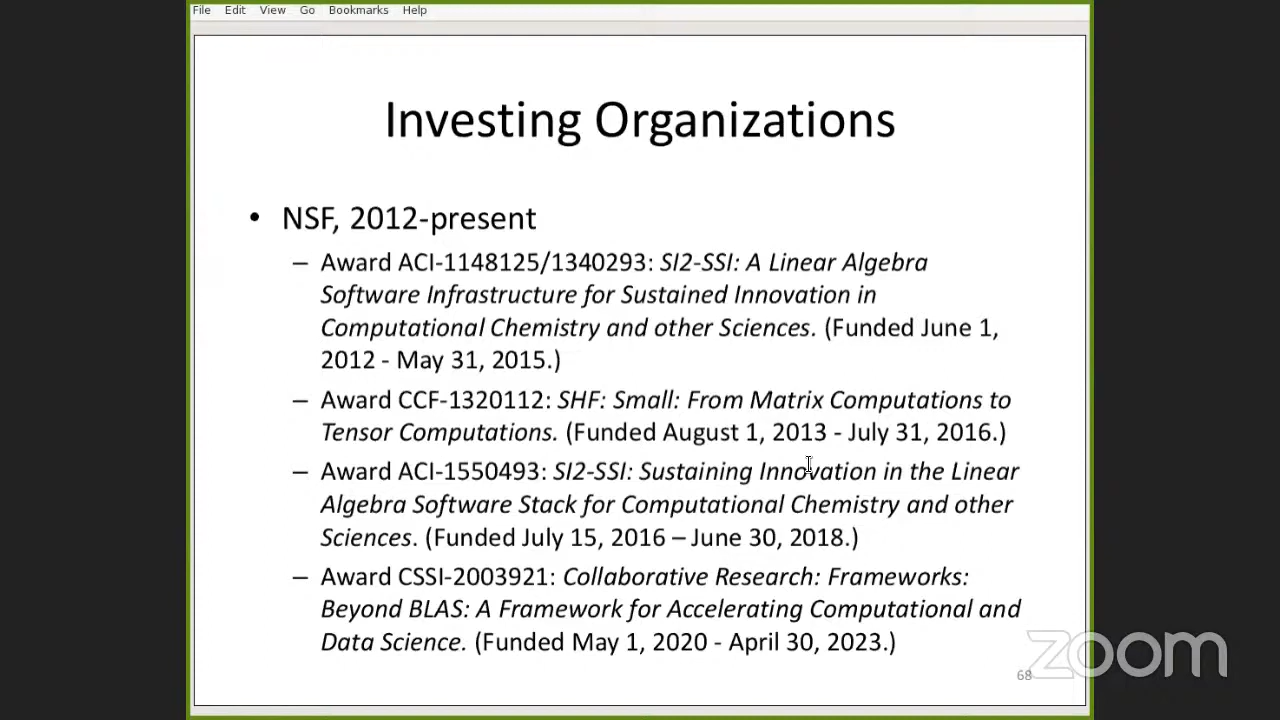 File Edit View Go Bookmarks Help
Investing Organizations
• NSF, 2012-present
– Award ACI-1148125/1340293: SI2-SSI: A Linear Algebra
Software Infrastructure for Sustained Innovation in
Computational Chemistry and other Sciences. (Funded June 1,
2012 - May 31, 2015.)
– Award CCF-1320112: SHF: Small: From Matrix Computations to
Tensor Computations. (Funded August 1, 2013 - July 31, 2016.)
– Award ACI-1550493: SI2-SSI: Sustaining Innovation in the Linear
Algebra Software Stack for Computational Chemistry and other
Sciences. (Funded July 15, 2016 – June 30, 2018.)
– Award CSSI-2003921: Collaborative Research: Frameworks:
Beyond BLAS: A Framework for Accelerating Computational and
Data Science. (Funded May 1, 2020 - April 30, 2023.)
68
zoom